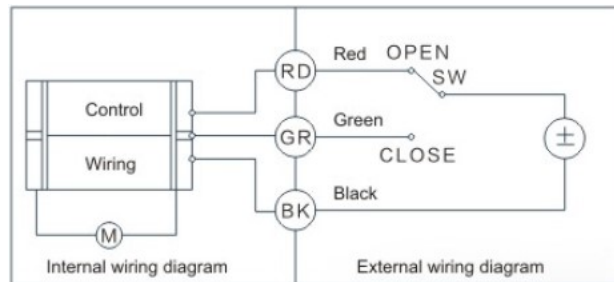 Red
OPEN
RD
SW
Control
Green
GR
±
Wiring
CLOSE
Black
BK
M
Internal wiring diagram
External wiring diagram